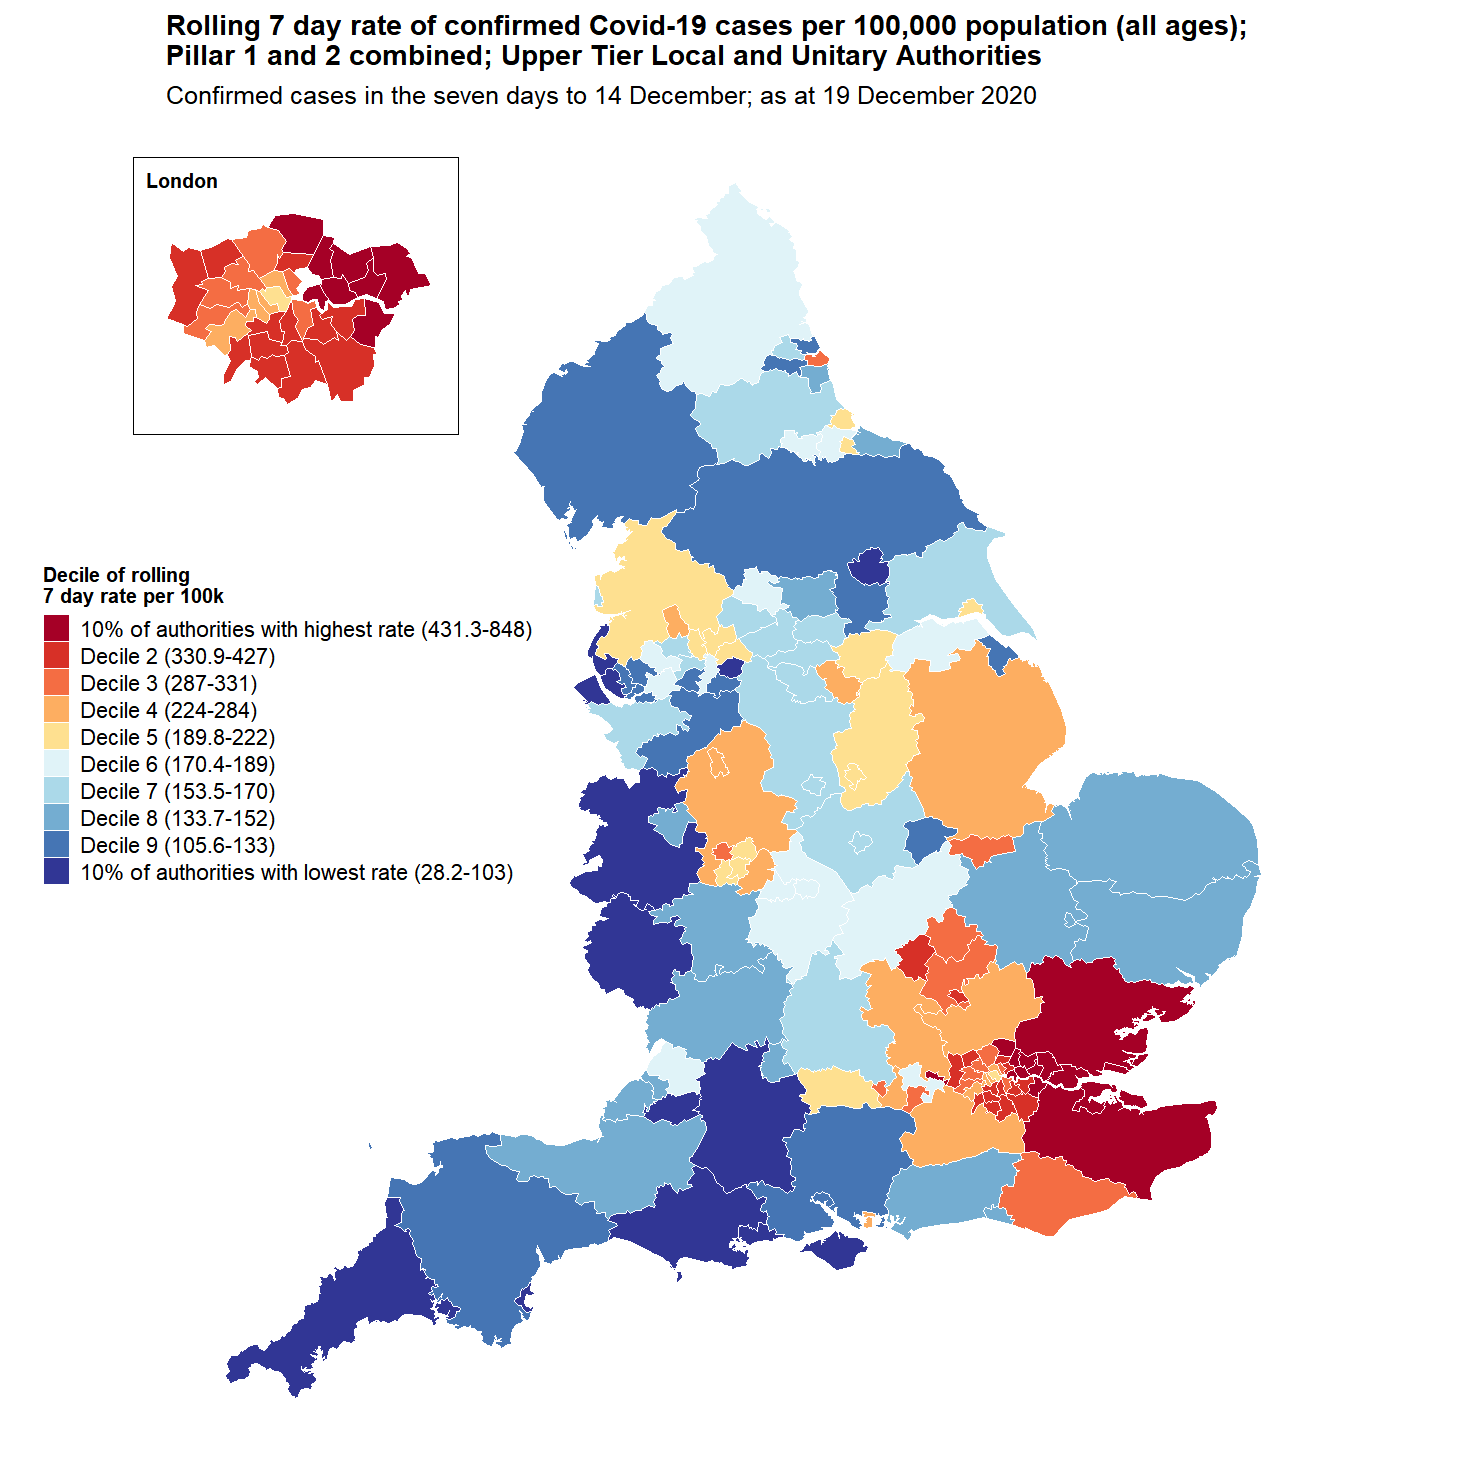 Rolling 7 day rate of confirmed Covid-19 cases per 100,000 population (all ages);
Pillar 1 and 2 combined; Upper Tier Local and Unitary Authorities
Confirmed cases in the seven days to 14 December; as at 19 December 2020
London
Decile of rolling
7 day rate per 100k
10% of authorities with highest rate (431.3-848)
Decile 2 (330.9-427)
Decile 3 (287-331)
Decile 4 (224-284)
Decile 5 (189.8-222)
Decile 6 (170.4-189)
Decile 7 (153.5-170)
Decile 8 (133.7-152)
Decile 9 (105.6-133)
10% of authorities with lowest rate (28.2-103)